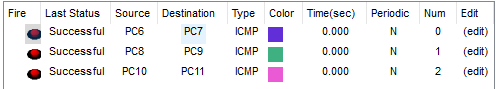 Fire Last Status Source Destination Type Color Time(sec) Periodic Num Edit
Successful PC6 PC7 ICMP 0.000 N 0 (edit)
Successful PC8 PC9 ICMP 0.000 N 1 (edit)
Successful PC10 PC11 ICMP 0.000 N 2 (edit)